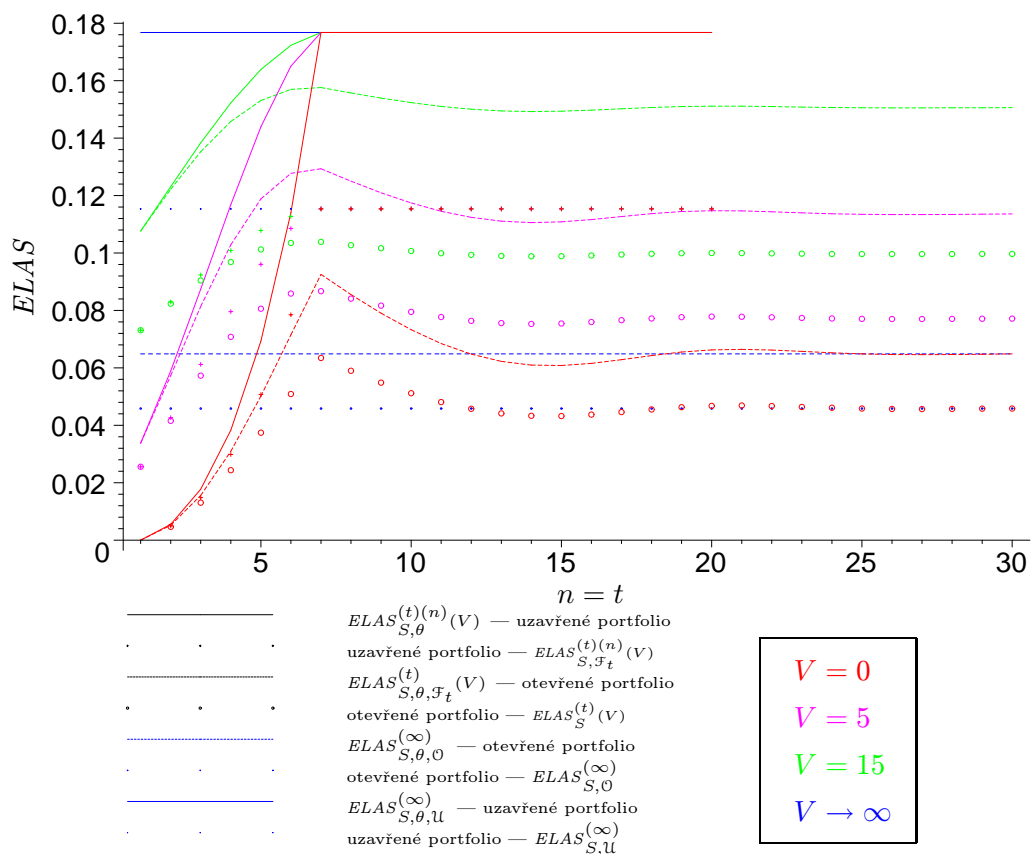 0.18
0.16
0.14
0.12
0.1
0.08
0.06
0.04
0.02
0
ELAS
5 10 15 20 25 30
n = t
ELAS^{(t)(n)}_{S,θ}(V) — uzavřené portfolio
uzavřené portfolio — ELAS^{(t)(n)}_{S,ℱ_t}(V)
ELAS^{(t)}_{S,θ,ℱ_t}(V) — otevřené portfolio
otevřené portfolio — ELAS^{(t)}_{S}(V)
ELAS^{(∞)}_{S,θ,𝒪} — otevřené portfolio
otevřené portfolio — ELAS^{(∞)}_{S,𝒪}
ELAS^{(∞)}_{S,θ,𝒰} — uzavřené portfolio
uzavřené portfolio — ELAS^{(∞)}_{S,𝒰}
V = 0
V = 5
V = 15
V → ∞